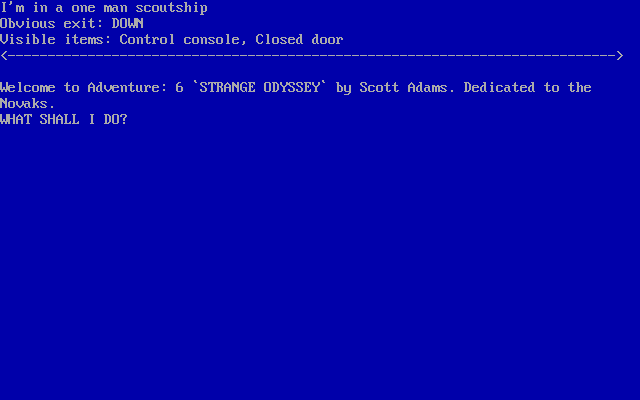 I'm in a one man scoutship
Obvious exit: DOWN
Visible items: Control console, Closed door
<---------------------------------------------------------------------------->
Welcome to Adventure: 6 `STRANGE ODYSSEY` by Scott Adams. Dedicated to the
Novaks.
WHAT SHALL I DO?